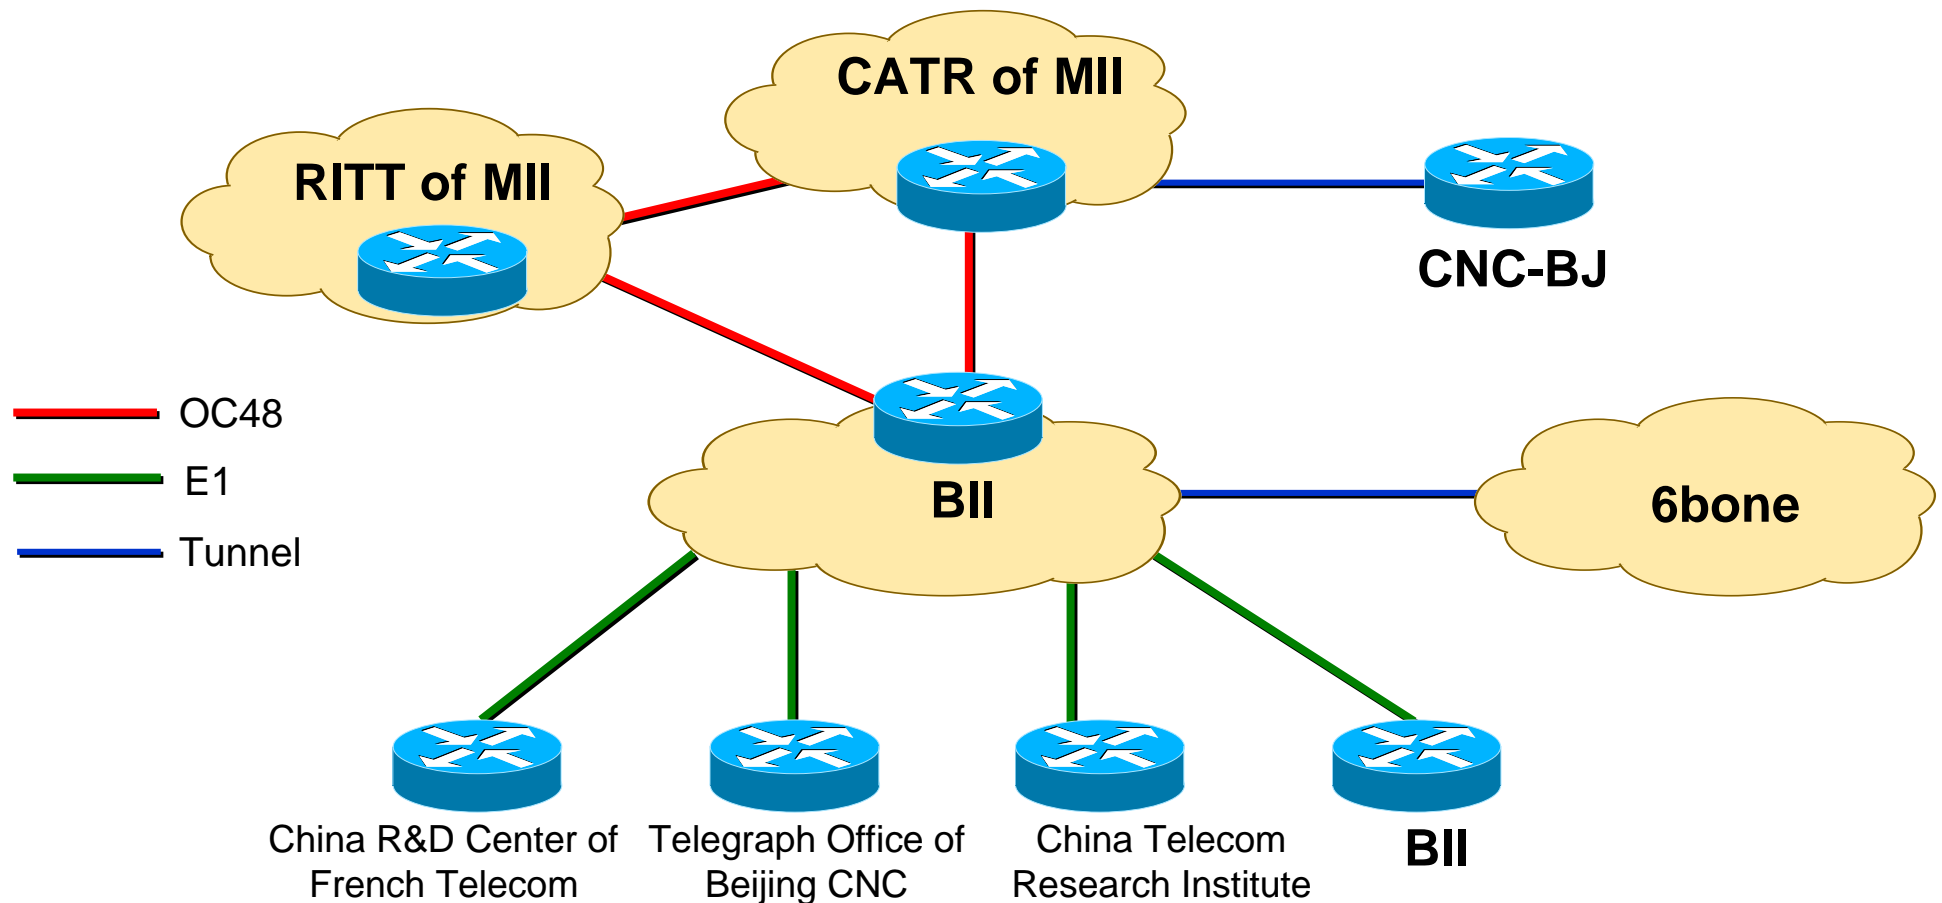 CATR of MII
RITT of MII
CNC-BJ
OC48
E1
Tunnel
BII
6bone
China R&D Center of
French Telecom
Telegraph Office of
Beijing CNC
China Telecom
Research Institute
BII